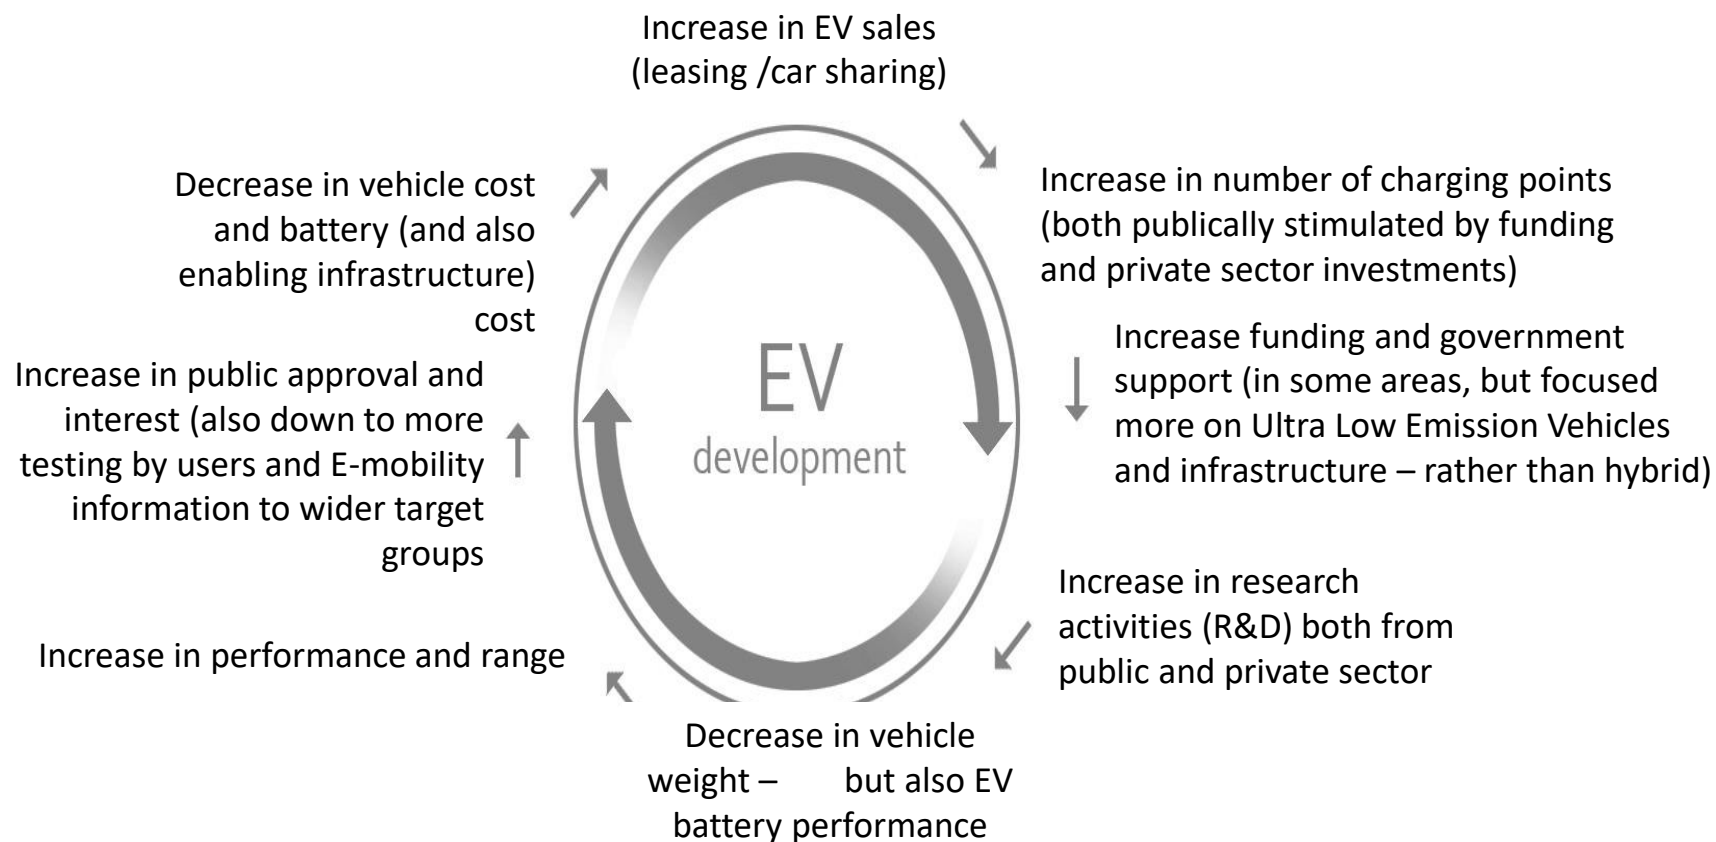 Increase in EV sales
(leasing /car sharing)
Increase in number of charging points
(both publically stimulated by funding
and private sector investments)
Increase funding and government
support (in some areas, but focused
more on Ultra Low Emission Vehicles
and infrastructure – rather than hybrid)
Increase in research
activities (R&D) both from
public and private sector
Decrease in vehicle
weight – but also EV
battery performance
Increase in performance and range
Increase in public approval and
interest (also down to more
testing by users and E-mobility
information to wider target
groups
Decrease in vehicle cost
and battery (and also
enabling infrastructure)
cost
EV
development